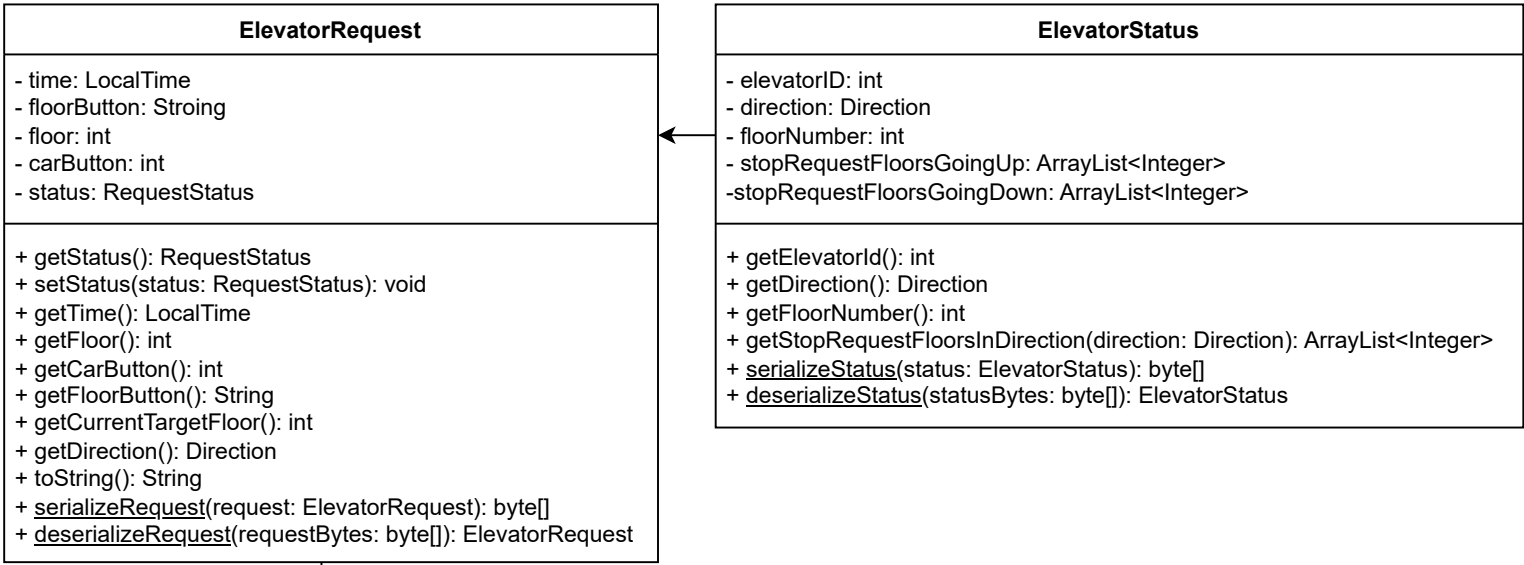 ElevatorRequest
- time: LocalTime
- floorButton: Stroing
- floor: int
- carButton: int
- status: RequestStatus
+ getStatus(): RequestStatus
+ setStatus(status: RequestStatus): void
+ getTime(): LocalTime
+ getFloor(): int
+ getCarButton(): int
+ getFloorButton(): String
+ getCurrentTargetFloor(): int
+ getDirection(): Direction
+ toString(): String
+ serializeRequest(request: ElevatorRequest): byte[]
+ deserializeRequest(requestBytes: byte[]): ElevatorRequest
ElevatorStatus
- elevatorID: int
- direction: Direction
- floorNumber: int
- stopRequestFloorsGoingUp: ArrayList<Integer>
-stopRequestFloorsGoingDown: ArrayList<Integer>
+ getElevatorId(): int
+ getDirection(): Direction
+ getFloorNumber(): int
+ getStopRequestFloorsInDirection(direction: Direction): ArrayList<Integer>
+ serializeStatus(status: ElevatorStatus): byte[]
+ deserializeStatus(statusBytes: byte[]): ElevatorStatus